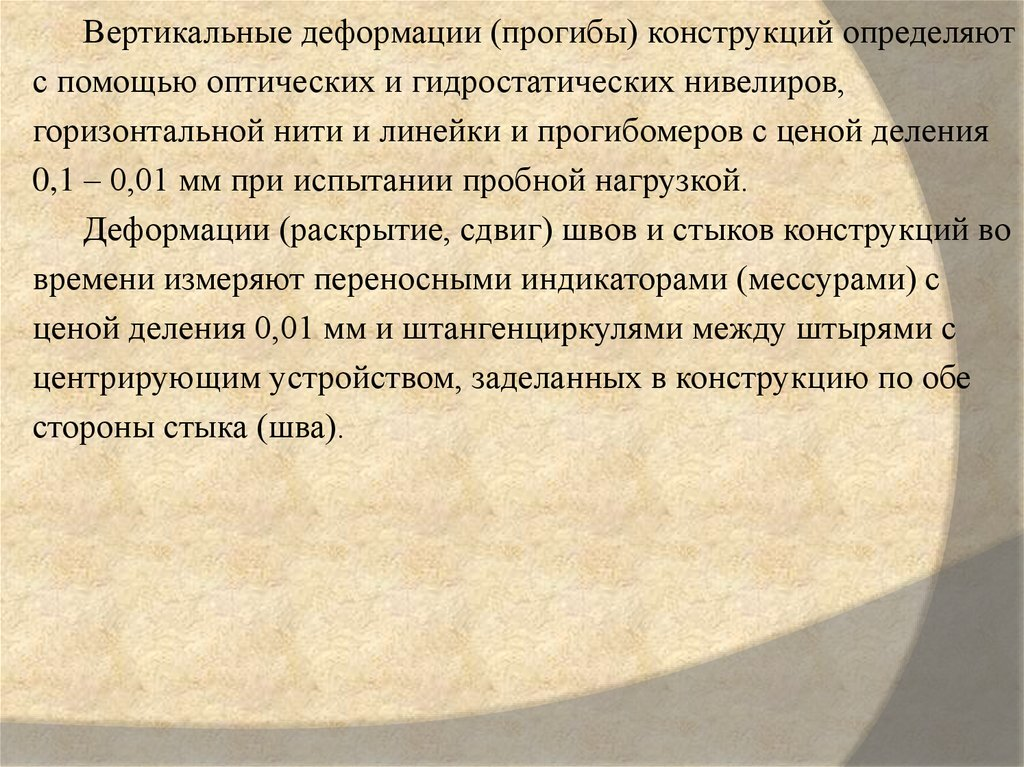 Вертикальные деформации (прогибы) конструкций определяют
с помощью оптических и гидростатических нивелиров,
горизонтальной нити и линейки и прогибомеров с ценой деления
0,1 – 0,01 мм при испытании пробной нагрузкой.
Деформации (раскрытие, сдвиг) швов и стыков конструкций во
времени измеряют переносными индикаторами (мессурами) с
ценой деления 0,01 мм и штангенциркулями между штырями с
центрирующим устройством, заделанных в конструкцию по обе
стороны стыка (шва).